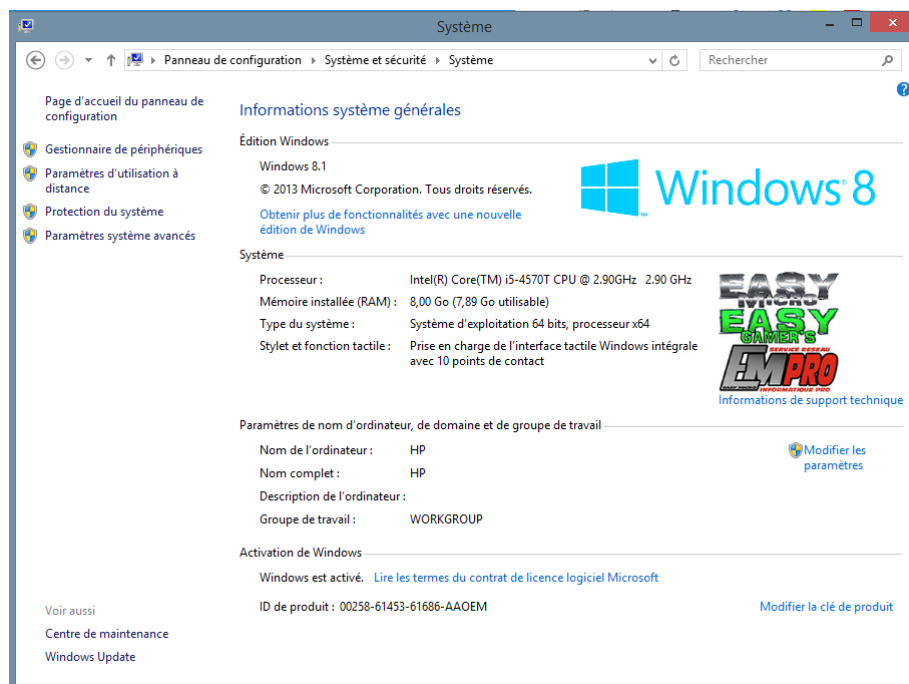 Système
Panneau de configuration
Système et sécurité
Système
Rechercher
Page d'accueil du panneau de
configuration
Gestionnaire de périphériques
Paramètres d'utilisation à
distance
Protection du système
Paramètres système avancés
Informations système générales
Édition Windows
Windows 8.1
© 2013 Microsoft Corporation. Tous droits réservés.
Obtenir plus de fonctionnalités avec une nouvelle
édition de Windows
Windows 8
Système
Processeur : Intel(R) Core(TM) i5-4570T CPU @ 2.90GHz 2.90 GHz
Mémoire installée (RAM) : 8,00 Go (7,89 Go utilisable)
Type du système : Système d'exploitation 64 bits, processeur x64
Stylet et fonction tactile : Prise en charge de l'interface tactile Windows intégrale
avec 10 points de contact
EASY
MICRO
EASY
GAMER'S
SERVICE RESEAU
EMPRO
EASY MICRO INFORMATIQUE PRO
Informations de support technique
Paramètres de nom d'ordinateur, de domaine et de groupe de travail
Nom de l'ordinateur : HP
Modifier les
paramètres
Nom complet : HP
Description de l'ordinateur :
Groupe de travail : WORKGROUP
Activation de Windows
Windows est activé. Lire les termes du contrat de licence logiciel Microsoft
ID de produit : 00258-61453-61686-AAOEM
Modifier la clé de produit
Voir aussi
Centre de maintenance
Windows Update